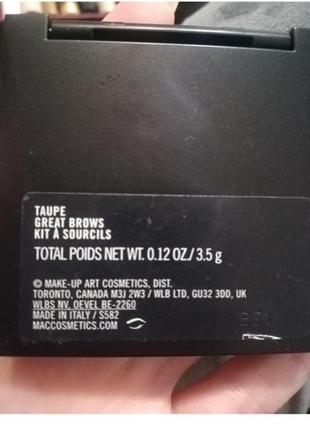 TAUPE
GREAT BROWS
KIT À SOURCILS
TOTAL POIDS NET WT. 0.12 OZ/3.5 g
© MAKE-UP ART COSMETICS, DIST.
TORONTO, CANADA M3J 2W3 / WLB LTD, GU32 3DD, UK
WLBS NV, OEVEL BE-2260
MADE IN ITALY / S582
MACCOSMETICS.COM